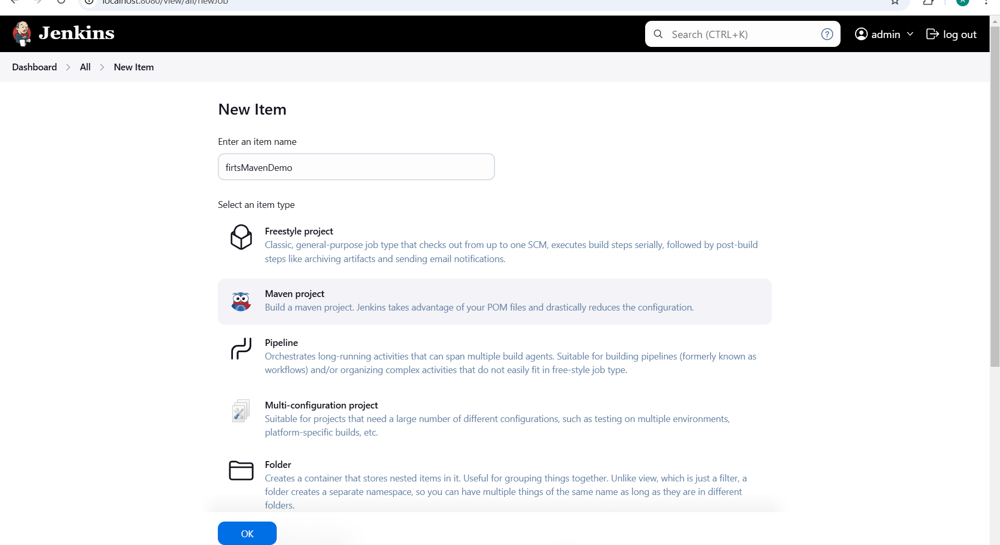 localhost:8080/view/all/newJob
A
Jenkins
Search (CTRL+K)
?
admin
log out
Dashboard > All > New Item
New Item
Enter an item name
firtsMavenDemo
Select an item type
Freestyle project
Classic, general-purpose job type that checks out from up to one SCM, executes build steps serially, followed by post-build
steps like archiving artifacts and sending email notifications.
Maven project
Build a maven project. Jenkins takes advantage of your POM files and drastically reduces the configuration.
Pipeline
Orchestrates long-running activities that can span multiple build agents. Suitable for building pipelines (formerly known as
workflows) and/or organizing complex activities that do not easily fit in free-style job type.
Multi-configuration project
Suitable for projects that need a large number of different configurations, such as testing on multiple environments,
platform-specific builds, etc.
Folder
Creates a container that stores nested items in it. Useful for grouping things together. Unlike view, which is just a filter, a
folder creates a separate namespace, so you can have multiple things of the same name as long as they are in different
folders.
OK